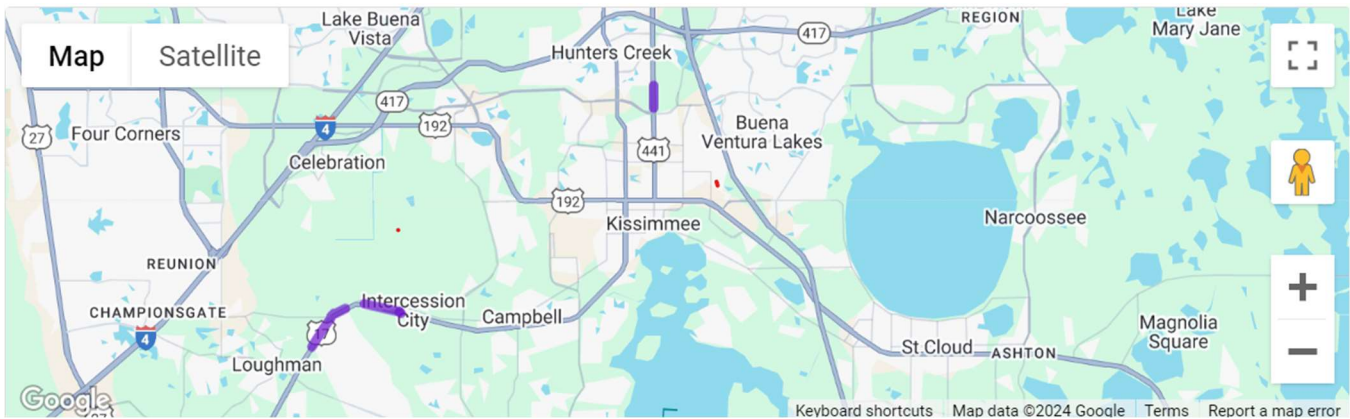 Lake Buena
Vista
REGION
Lake
Mary Jane
Map
Satellite
Hunters Creek
417
417
27
Four Corners
4
192
Buena
Ventura Lakes
441
Celebration
192
Kissimmee
Narcoossee
REUNION
CHAMPIONSGATE
Intercession
City
Campbell
17
4
Loughman
St Cloud
ASHTON
Magnolia
Square
Google
27
Keyboard shortcuts
Map data ©2024 Google
Terms
Report a map error